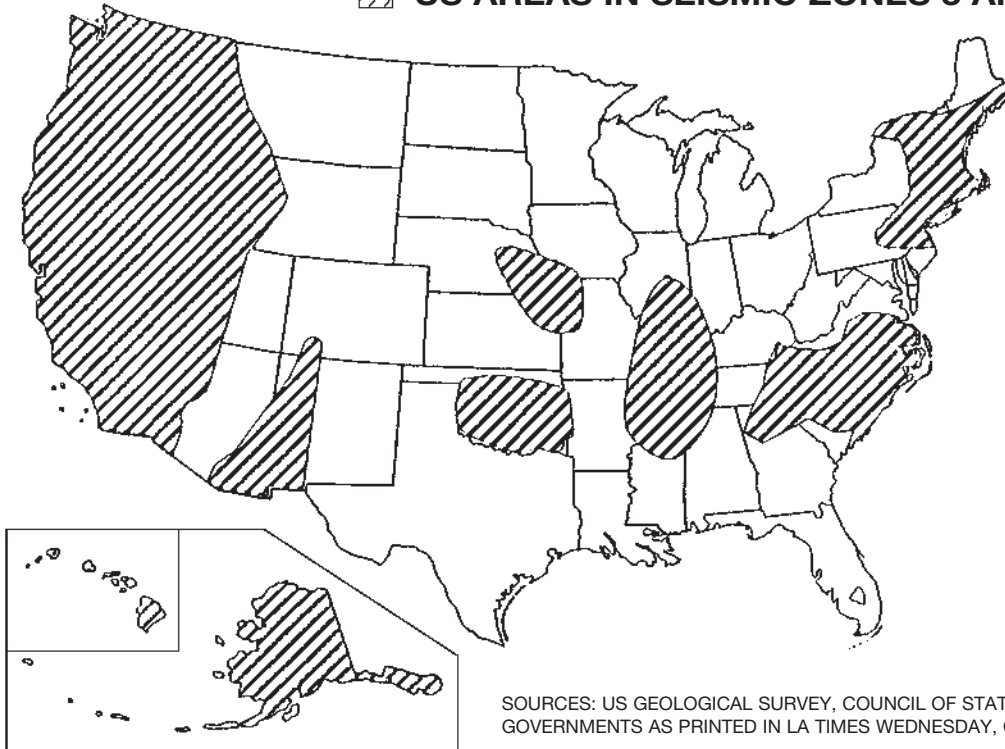 US AREAS IN SEISMIC ZONES 3
SOURCES: US GEOLOGICAL SURVEY, COUNCIL OF
GOVERNMENTS AS PRINTED IN LA TIMES WEDNESDAY,